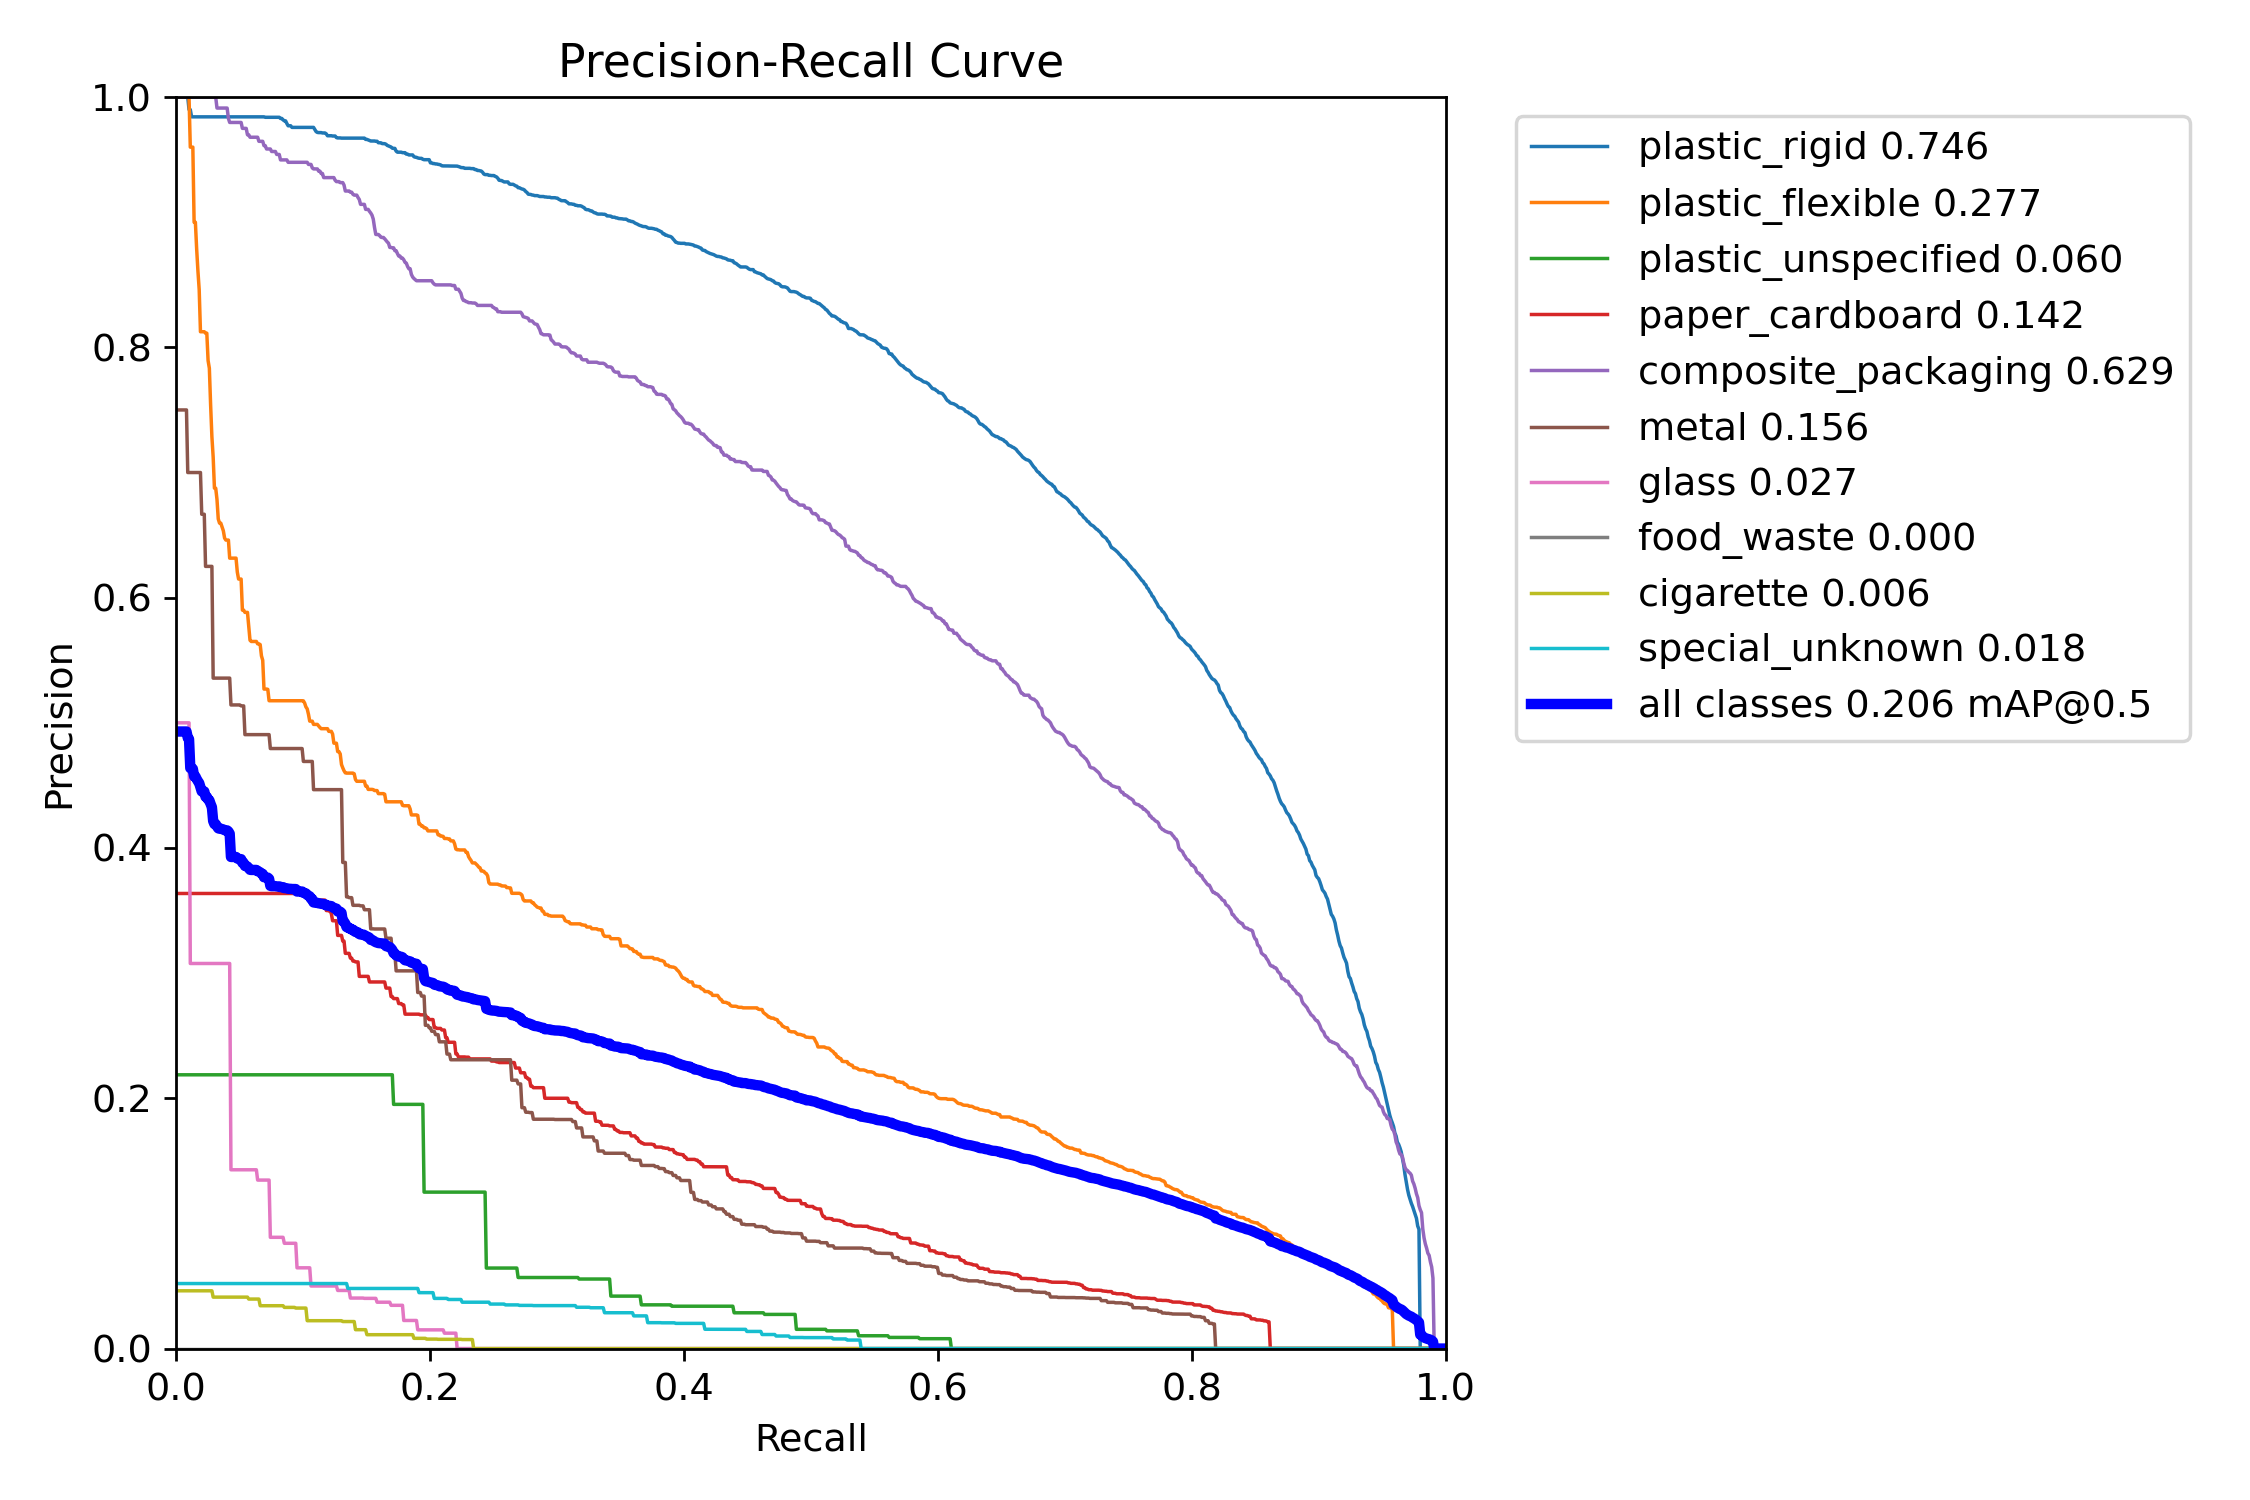 Precision-Recall Curve
1.0
0.8
0.6
0.4
0.2
0.0
Precision
0.0 0.2 0.4 0.6 0.8 1.0
Recall
plastic_rigid 0.746
plastic_flexible 0.277
plastic_unspecified 0.060
paper_cardboard 0.142
composite_packaging 0.629
metal 0.156
glass 0.027
food_waste 0.000
cigarette 0.006
special_unknown 0.018
all classes 0.206 mAP@0.5